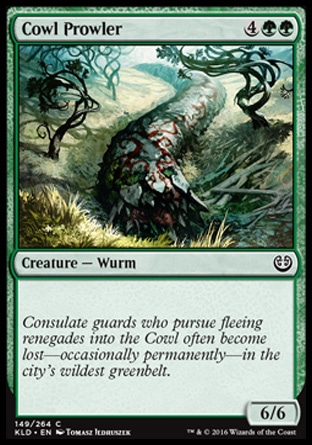 Cowl Prowler 4
Creature — Wurm
Consulate guards who pursue fleeing
renegades into the Cowl often become
lost—occasionally permanently—in the
city's wildest greenbelt.
6/6
149/264 C
KLD • EN Tomasz Jedruszek
™ & © 2016 Wizards of the Coast